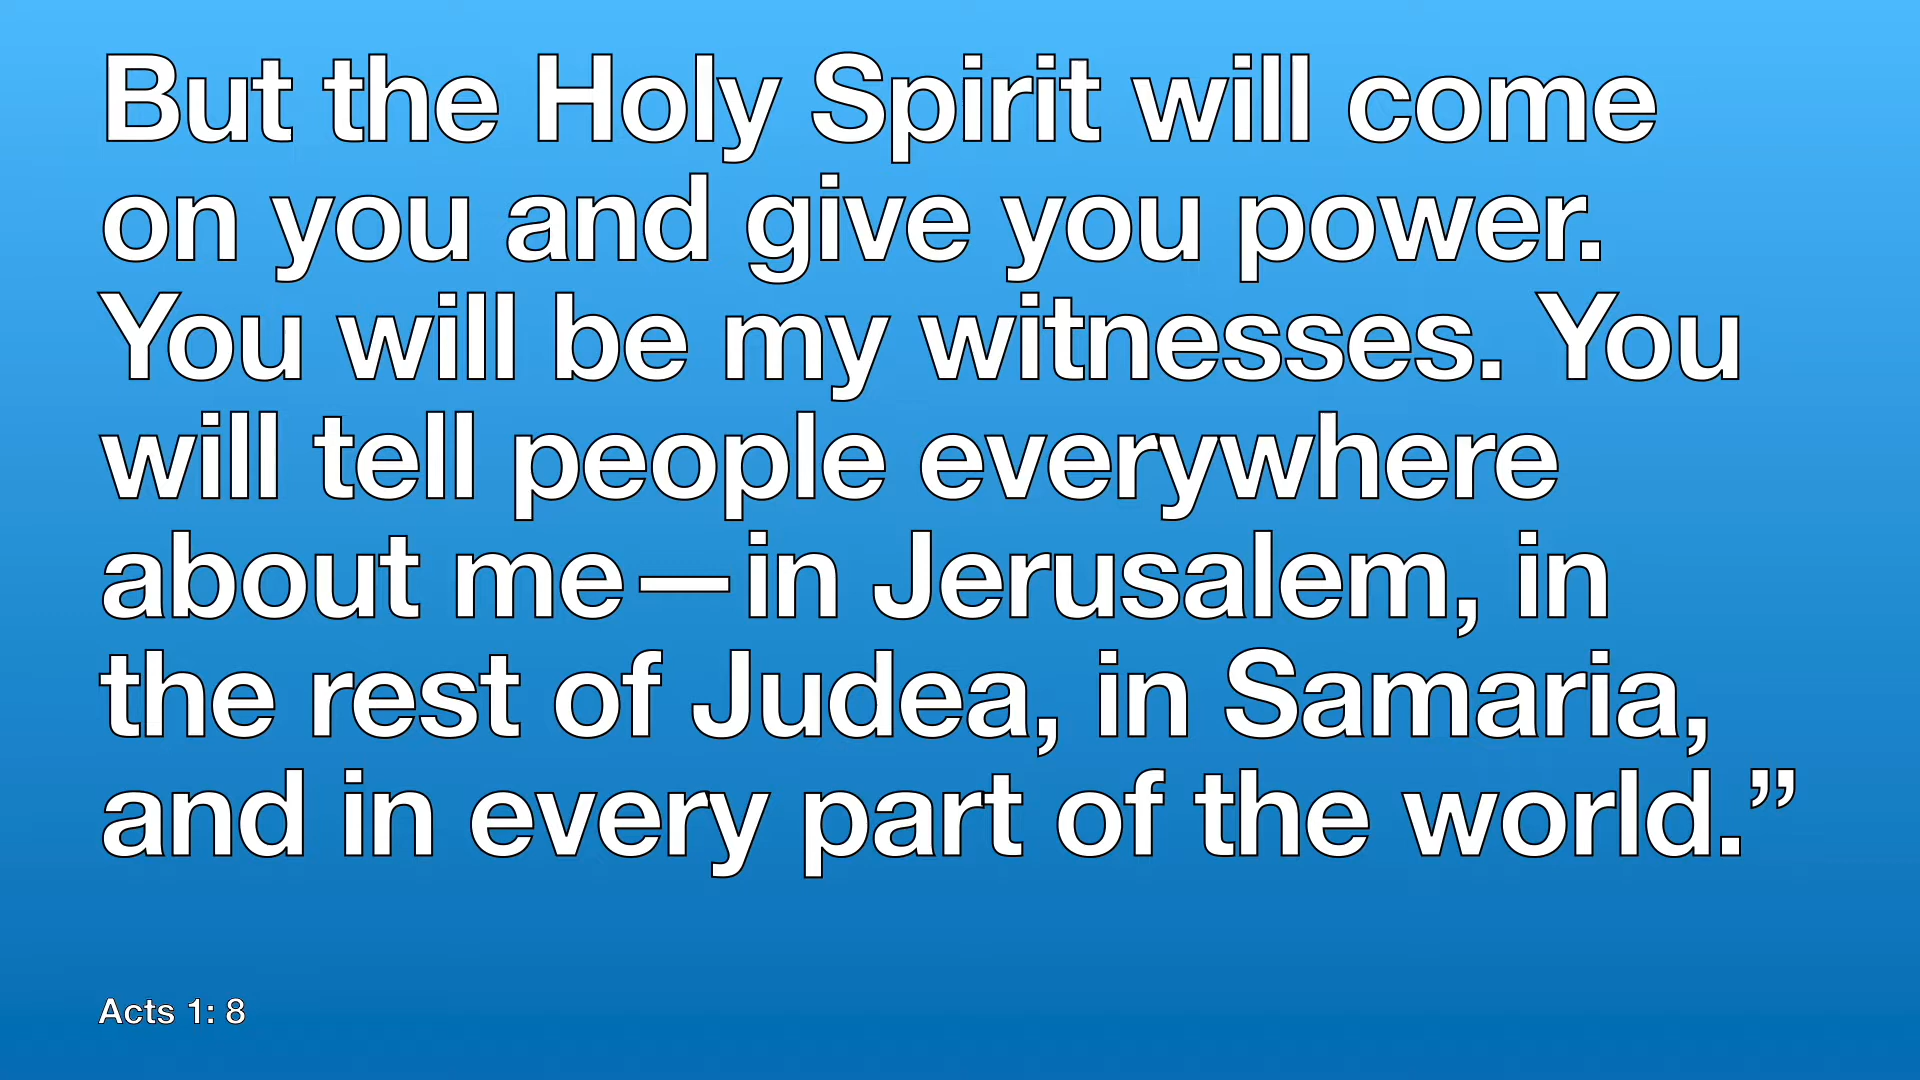 But the Holy Spirit will come
on you and give you power.
You will be my witnesses. You
will tell people everywhere
about me—in Jerusalem, in
the rest of Judea, in Samaria,
and in every part of the world.”
Acts 1: 8